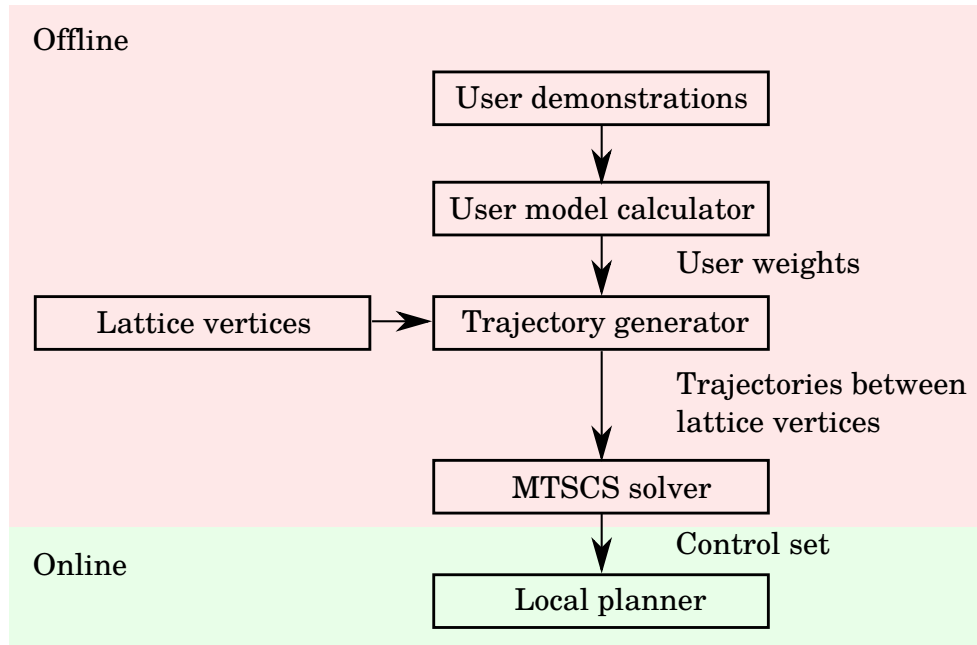 Offline
User demonstrations
User model calculator
User weights
Lattice vertices
Trajectory generator
Trajectories between
lattice vertices
MTSCS solver
Control set
Online
Local planner